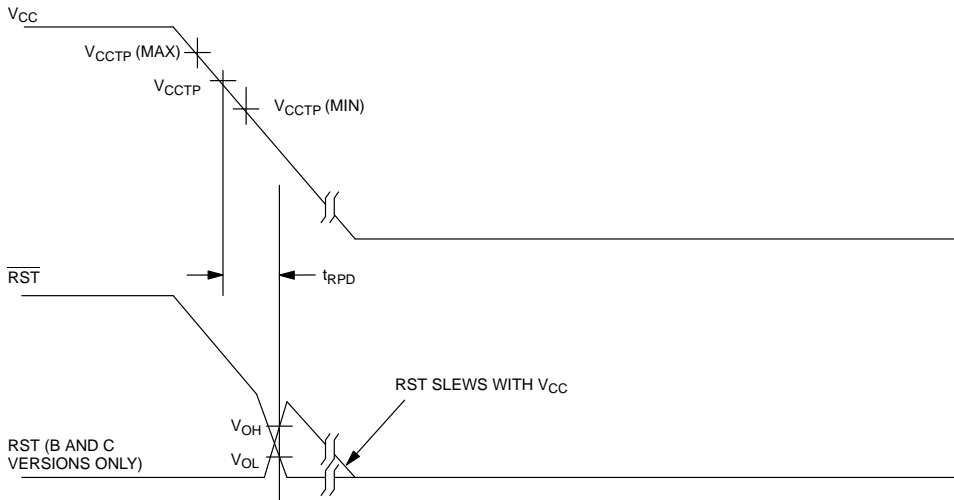 VCC
VCCTP (MAX)
VCCTP
VCCTP (MIN)
tRPD
RST
RST SLEWS WITH VCC
VOH
RST (B AND C
VERSIONS ONLY)
VOL